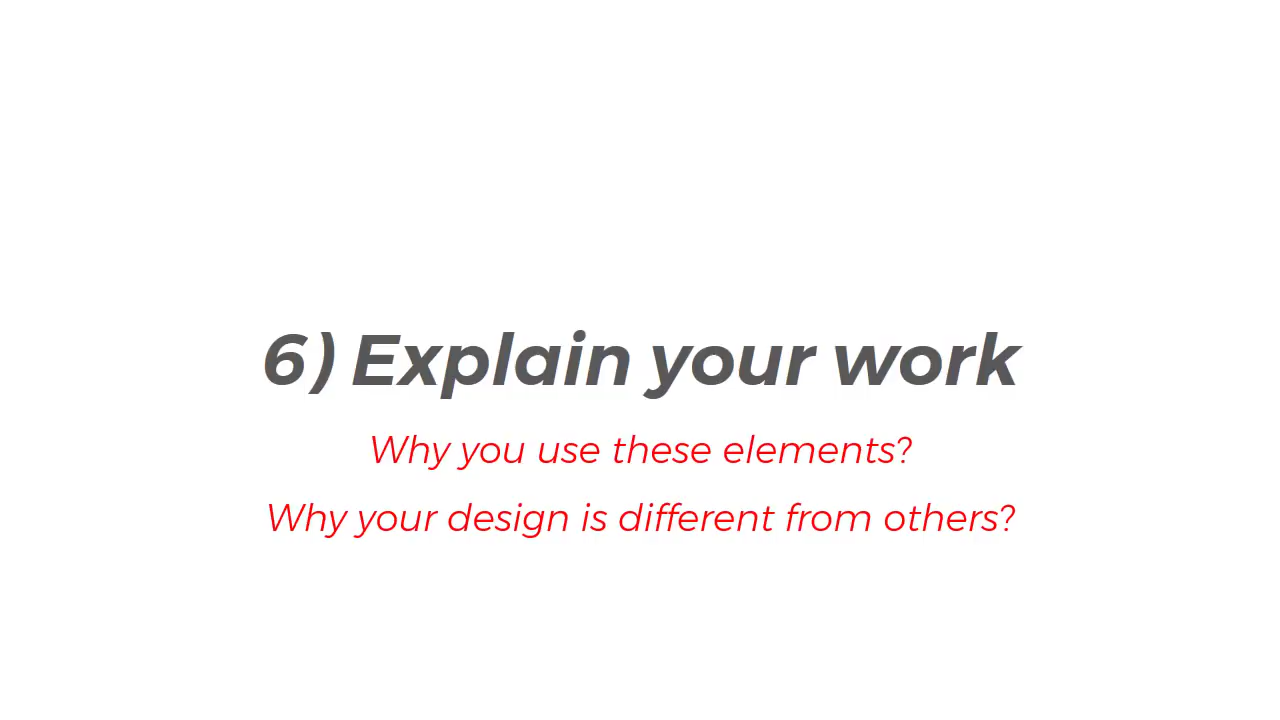 6) Explain your work
Why you use these elements?
Why your design is different from others?